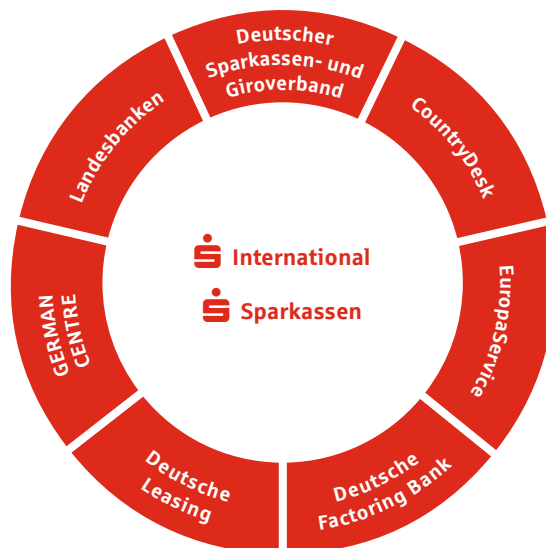 Deutscher
Sparkassen- und
Giroverband
CountryDesk
EuropaService
Deutsche
Factoring Bank
Deutsche
Leasing
GERMAN
CENTRE
Landesbanken
International
Sparkassen